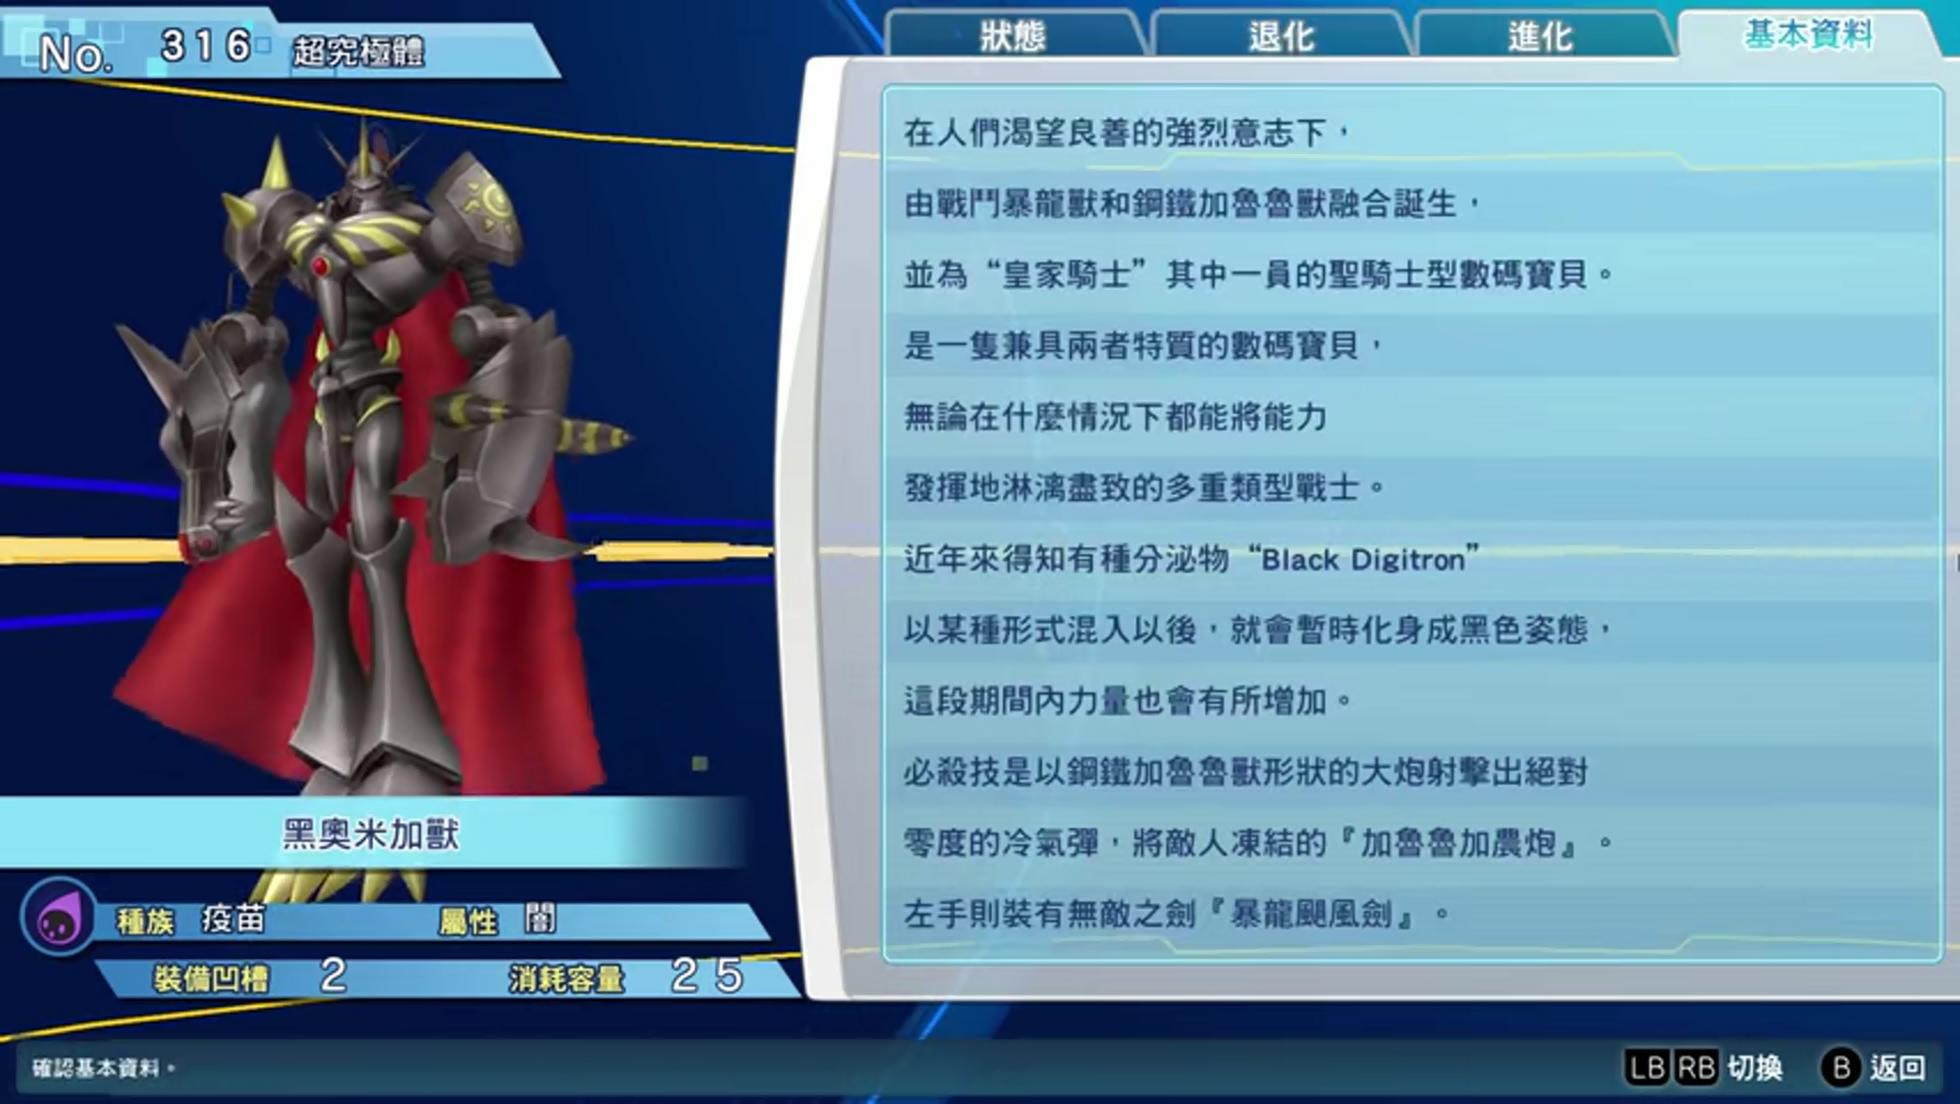 No. 316 超究極體
狀態
退化
進化
基本資料
在人們渴望良善的強烈意志下，
由戰鬥暴龍獸和鋼鐵加魯魯獸融合誕生，
並為“皇家騎士”其中一員的聖騎士型數碼寶貝。
是一隻兼具兩者特質的數碼寶貝，
無論在什麼情況下都能將能力
發揮地淋漓盡致的多重類型戰士。
近年來得知有種分泌物“Black Digitron”
以某種形式混入以後，就會暫時化身成黑色姿態，
這段期間內力量也會有所增加。
必殺技是以鋼鐵加魯魯獸形狀的大炮射擊出絕對
零度的冷氣彈，將敵人凍結的『加魯魯加農炮』。
左手則裝有無敵之劍『暴龍颶風劍』。
黑奧米加獸
種族 疫苗 屬性 闇
裝備凹槽 2 消耗容量 25
確認基本資料。
LB RB 切換 B 返回